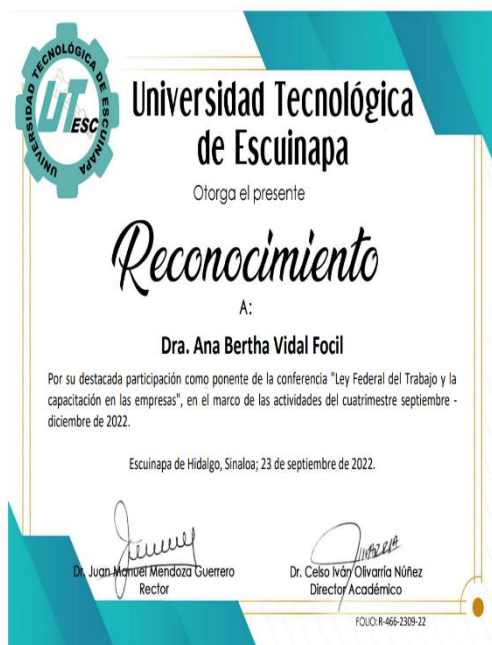 UNIVERSIDAD TECNOLÓGICA DE ESCUINAPA
UTESC
Universidad Tecnológica
de Escuinapa
Otorga el presente
Reconocimiento
A:
Dra. Ana Bertha Vidal Focil
Por su destacada participación como ponente de la conferencia "Ley Federal del Trabajo y la
capacitación en las empresas", en el marco de las actividades del cuatrimestre septiembre -
diciembre de 2022.
Escuinapa de Hidalgo, Sinaloa; 23 de septiembre de 2022.
Dr. Juan Manuel Mendoza Guerrero
Rector
Dr. Celso Iván Olivarría Núñez
Director Académico
FOLIO: R-466-2309-22